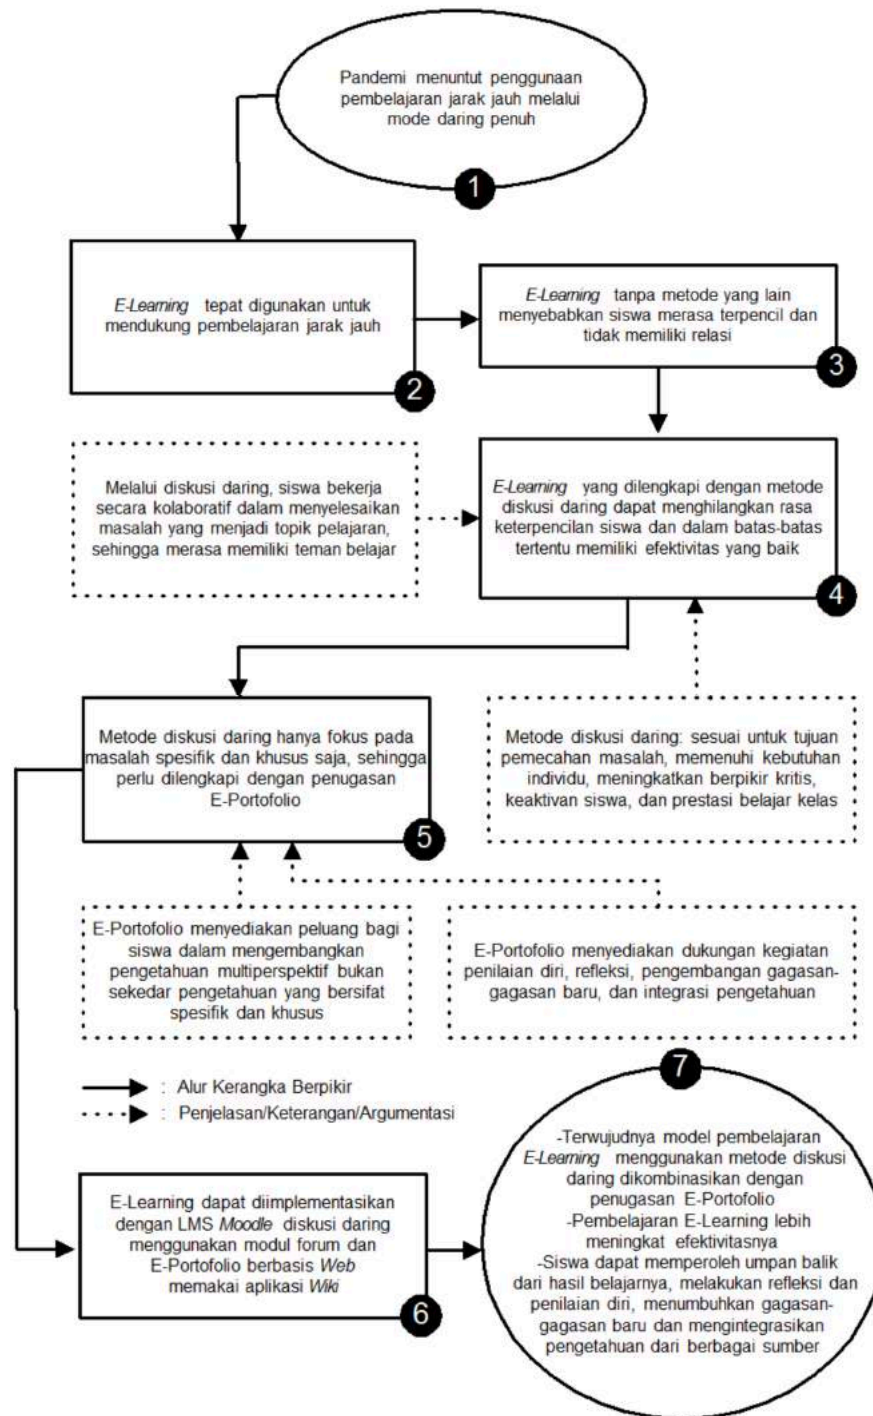 Pandemi menuntut penggunaan
pembelajaran jarak jauh melalui
mode daring penuh
1
E-Learning tepat digunakan untuk
mendukung pembelajaran jarak jauh
2
E-Learning tanpa metode yang lain
menyebabkan siswa merasa terpencil dan
tidak memiliki relasi
3
Melalui diskusi daring, siswa bekerja
secara kolaboratif dalam menyelesaikan
masalah yang menjadi topik pelajaran,
sehingga merasa memiliki teman belajar
E-Learning yang dilengkapi dengan metode
diskusi daring dapat menghilangkan rasa
keterpencilan siswa dan dalam batas-batas
tertentu memiliki efektivitas yang baik
4
Metode diskusi daring hanya fokus pada
masalah spesifik dan khusus saja, sehingga
perlu dilengkapi dengan penugasan
E-Portofolio
5
Metode diskusi daring: sesuai untuk tujuan
pemecahan masalah, memenuhi kebutuhan
individu, meningkatkan berpikir kritis,
keaktivan siswa, dan prestasi belajar kelas
E-Portofolio menyediakan peluang bagi
siswa dalam mengembangkan
pengetahuan multiperspektif bukan
sekedar pengetahuan yang bersifat
spesifik dan khusus
E-Portofolio menyediakan dukungan kegiatan
penilaian diri, refleksi, pengembangan gagasan-
gagasan baru, dan integrasi pengetahuan
: Alur Kerangka Berpikir
: Penjelasan/Keterangan/Argumentasi
E-Learning dapat diimplementasikan
dengan LMS Moodle diskusi daring
menggunakan modul forum dan
E-Portofolio berbasis Web
memakai aplikasi Wiki
6
7
-Terwujudnya model pembelajaran
E-Learning menggunakan metode diskusi
daring dikombinasikan dengan
penugasan E-Portofolio
-Pembelajaran E-Learning lebih
meningkat efektivitasnya
-Siswa dapat memperoleh umpan balik
dari hasil belajarnya, melakukan refleksi dan
penilaian diri, menumbuhkan gagasan-
gagasan baru dan mengintegrasikan
pengetahuan dari berbagai sumber